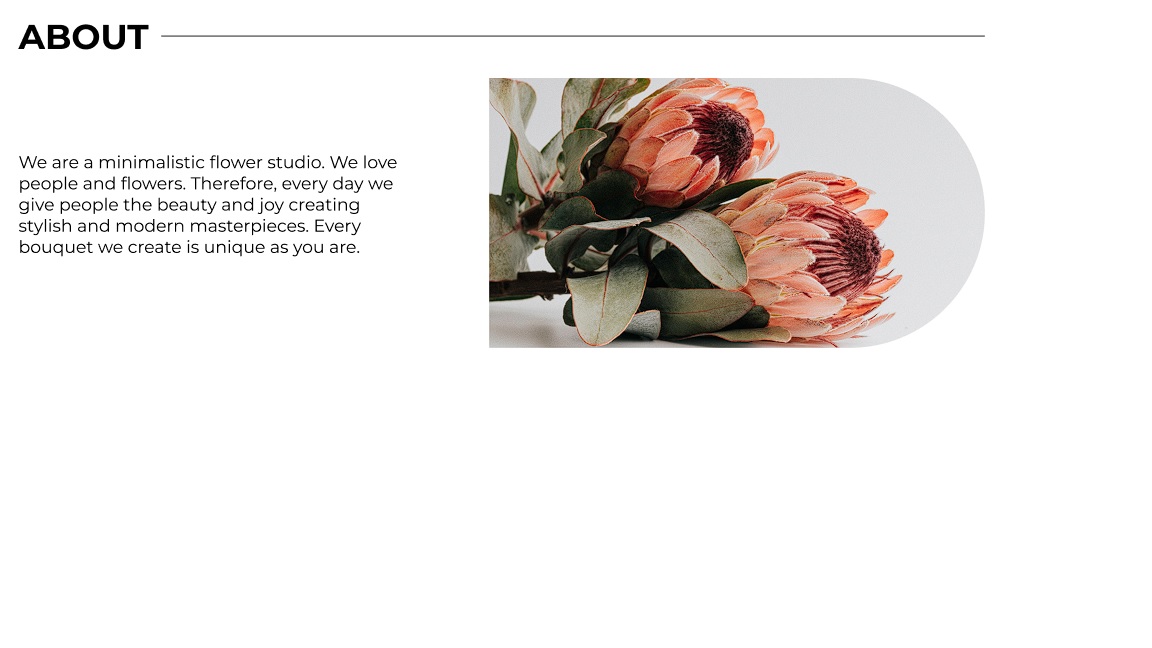 ABOUT
We are a minimalistic flower studio. We love
people and flowers. Therefore, every day we
give people the beauty and joy creating
stylish and modern masterpieces. Every
bouquet we create is unique as you are.